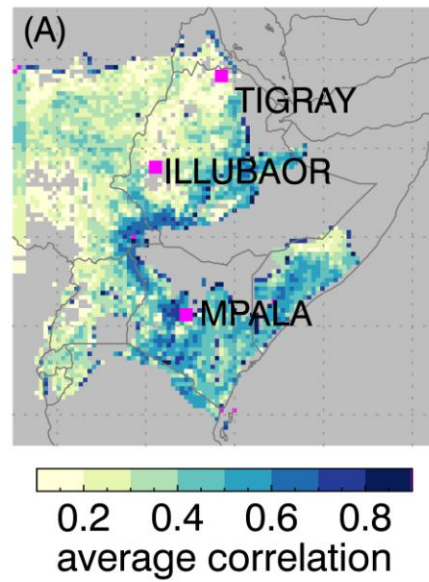 (A)
TIGRAY
ILLUBAOR
MPALA
0.2 0.4 0.6 0.8
average correlation